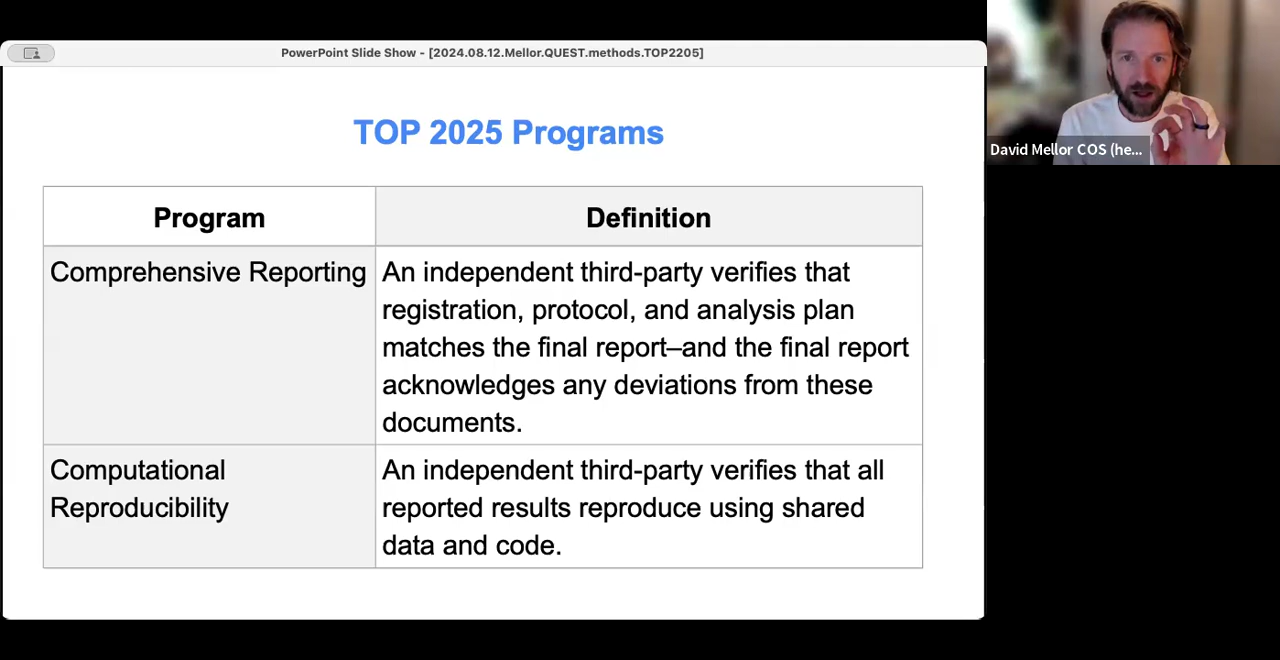 PowerPoint Slide Show - [2024.08.12.Mellor.QUEST.methods.TOP2205]
David Mellor COS (he...
TOP 2025 Programs
Program
Definition
Comprehensive Reporting
An independent third-party verifies that
registration, protocol, and analysis plan
matches the final report–and the final report
acknowledges any deviations from these
documents.
Computational
Reproducibility
An independent third-party verifies that all
reported results reproduce using shared
data and code.